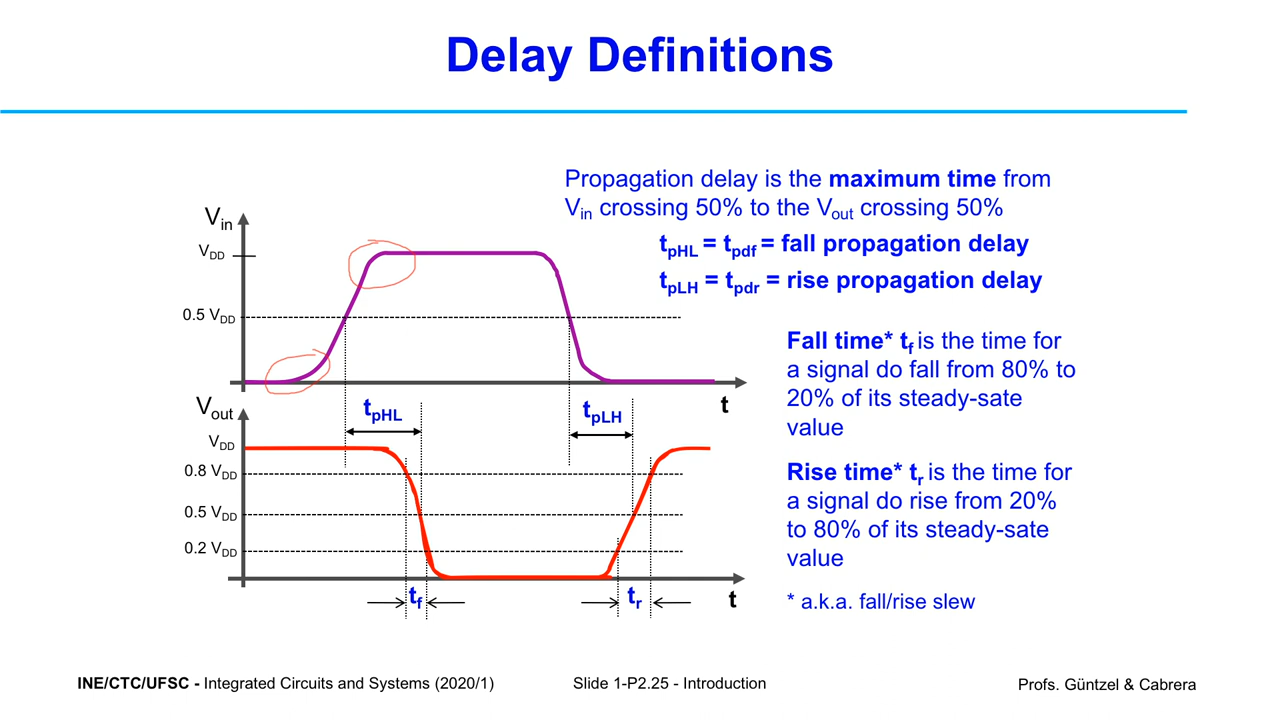 Delay Definitions
Propagation delay is the maximum time from
Vin crossing 50% to the Vout crossing 50%
tpHL = tpdf = fall propagation delay
tpLH = tpdr = rise propagation delay
Vin
VDD
0.5 VDD
t
Vout
tpHL
tpLH
VDD
0.8 VDD
0.5 VDD
0.2 VDD
tf
tr
t
Fall time* tf is the time for
a signal do fall from 80% to
20% of its steady-sate
value
Rise time* tr is the time for
a signal do rise from 20%
to 80% of its steady-sate
value
* a.k.a. fall/rise slew
INE/CTC/UFSC - Integrated Circuits and Systems (2020/1)
Slide 1-P2.25 - Introduction
Profs. Güntzel & Cabrera